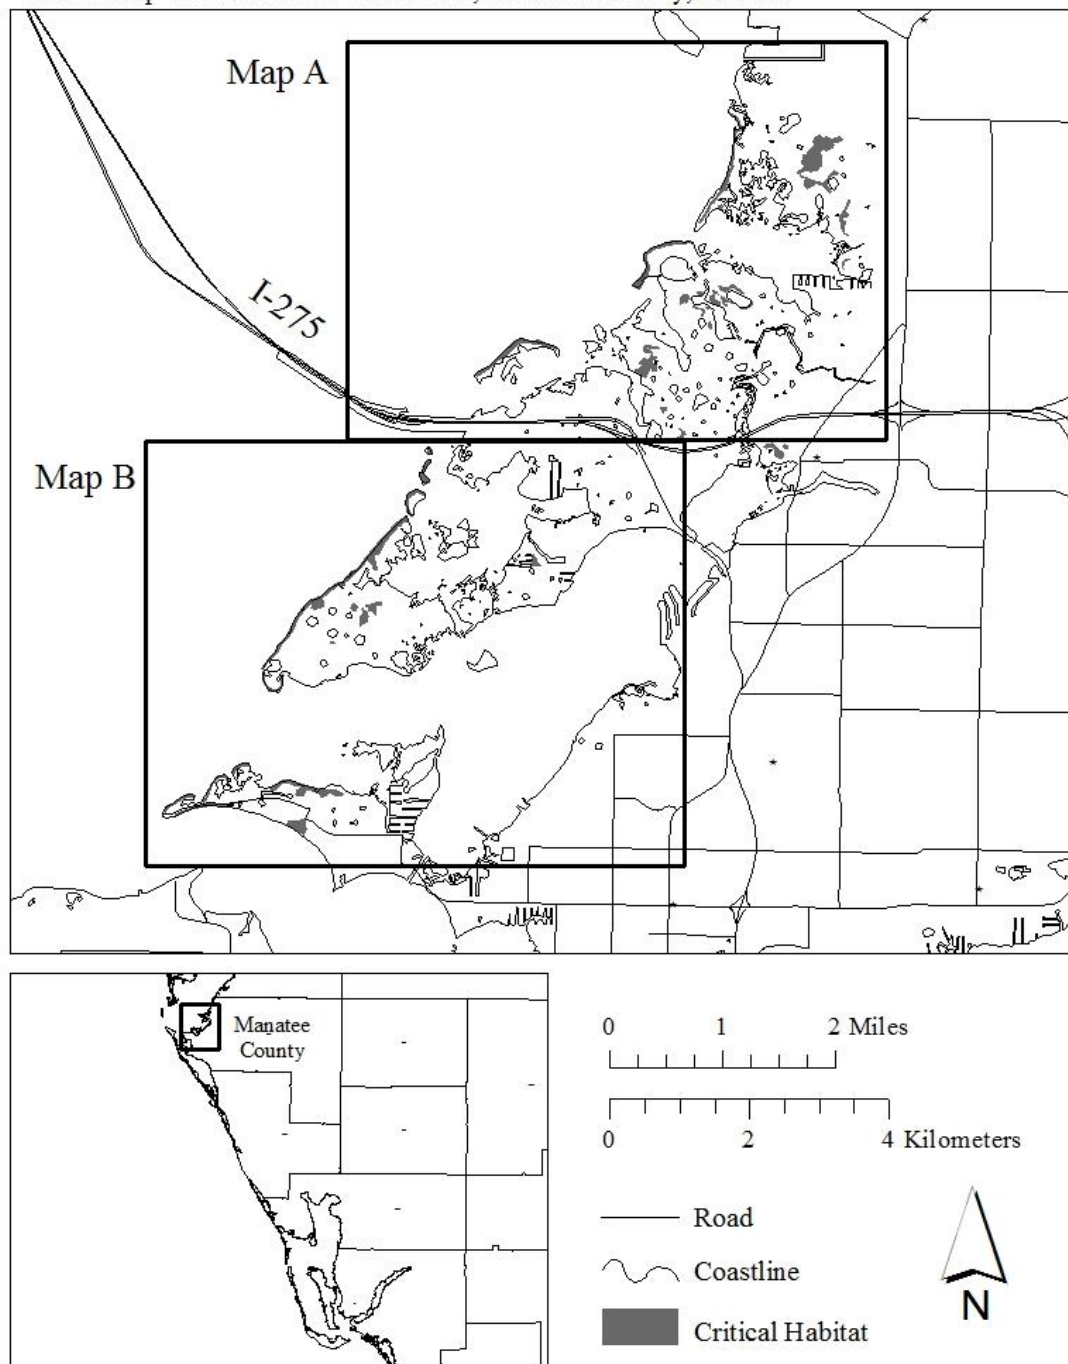 Map A
I-275
Map B
Manatee
County
0 1 2 Miles
0 2 4 Kilometers
Road
Coastline
Critical Habitat
N